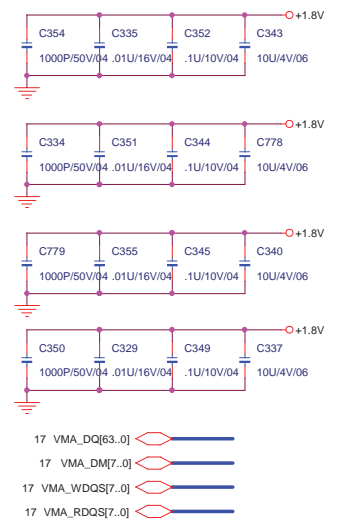 +1.8V
C354 C335 C352 C343
1000P/50V/04 .01U/16V/04 .1U/10V/04 10U/4V/06
+1.8V
C334 C351 C344 C778
1000P/50V/04 .01U/16V/04 .1U/10V/04 10U/4V/06
+1.8V
C779 C355 C345 C340
1000P/50V/04 .01U/16V/04 .1U/10V/04 10U/4V/06
+1.8V
C350 C329 C349 C337
1000P/50V/04 .01U/16V/04 .1U/10V/04 10U/4V/06
17 VMA_DQ[63..0]
17 VMA_DM[7..0]
17 VMA_WDQS[7..0]
17 VMA_RDQS[7..0]